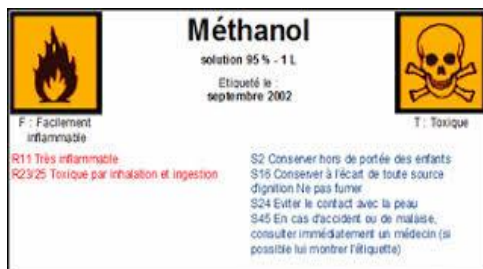 Méthanol
solution 95 % - 1 L
Etiqueté le :
septembre 2002
F : Facilement
inflammable
T : Toxique
R11 Très inflammable
R23/25 Toxique par inhalation et ingestion
S2 Conserver hors de portée des enfants
S16 Conserver à l'écart de toute source
d'ignition Ne pas fumer
S24 Eviter le contact avec la peau
S45 En cas d'accident ou de malaise,
consulter immédiatement un médecin (si
possible lui montrer l'étiquette)